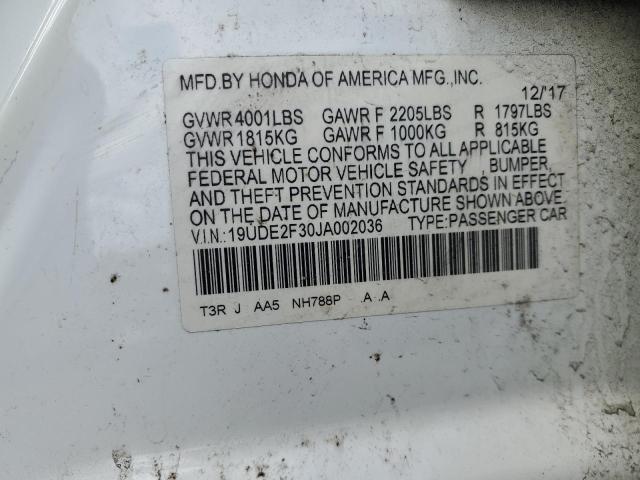 MFD.BY HONDA OF AMERICA MFG.,INC.
12/'17
GVWR 4001LBS GAWR F 2205LBS R 1797LBS
GVWR 1815KG GAWR F 1000KG R 815KG
THIS VEHICLE CONFORMS TO ALL APPLICABLE
FEDERAL MOTOR VEHICLE SAFETY , BUMPER,
AND THEFT PREVENTION STANDARDS IN EFFECT
ON THE DATE OF MANUFACTURE SHOWN ABOVE.
V.I.N.: 19UDE2F30JA002036 TYPE:PASSENGER CAR
T3R J AA5 NH788P .A .A